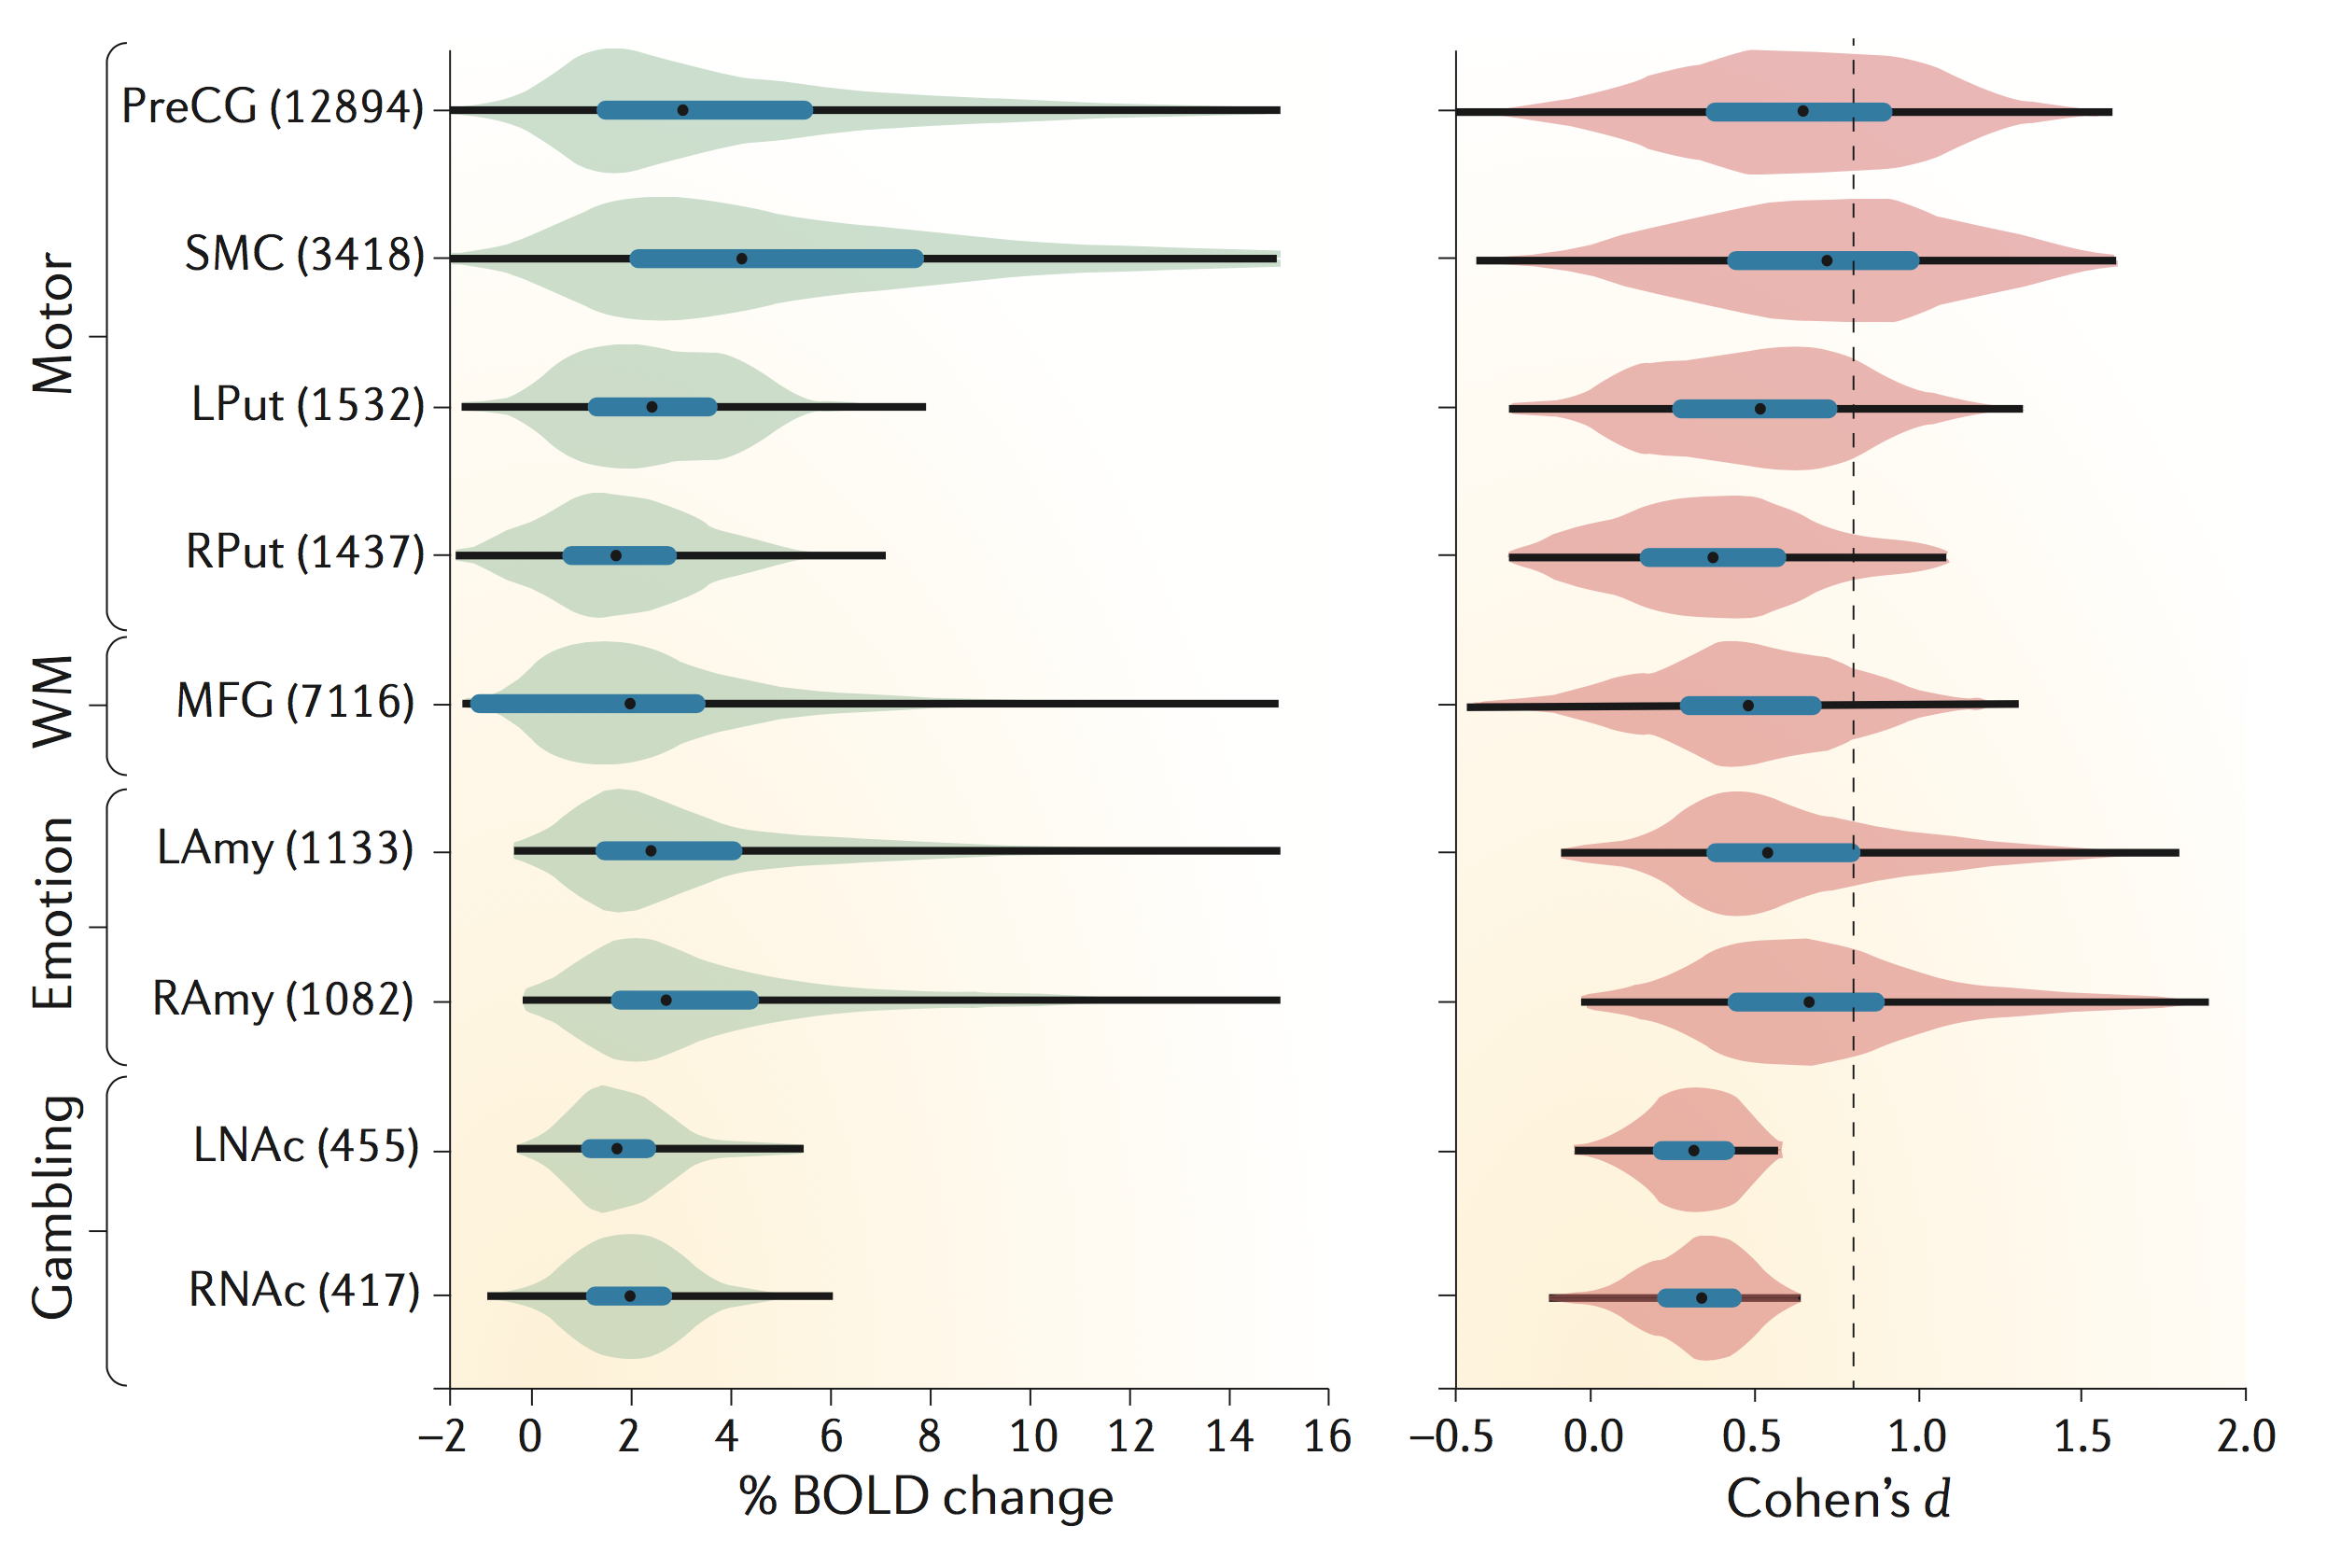 Motor
PreCG (12894)
SMC (3418)
LPut (1532)
RPut (1437)
WM
MFG (7116)
Emotion
LAmy (1133)
RAmy (1082)
Gambling
LNAc (455)
RNAc (417)
–2 0 2 4 6 8 10 12 14 16
% BOLD change
–0.5 0.0 0.5 1.0 1.5 2.0
Cohen’s d